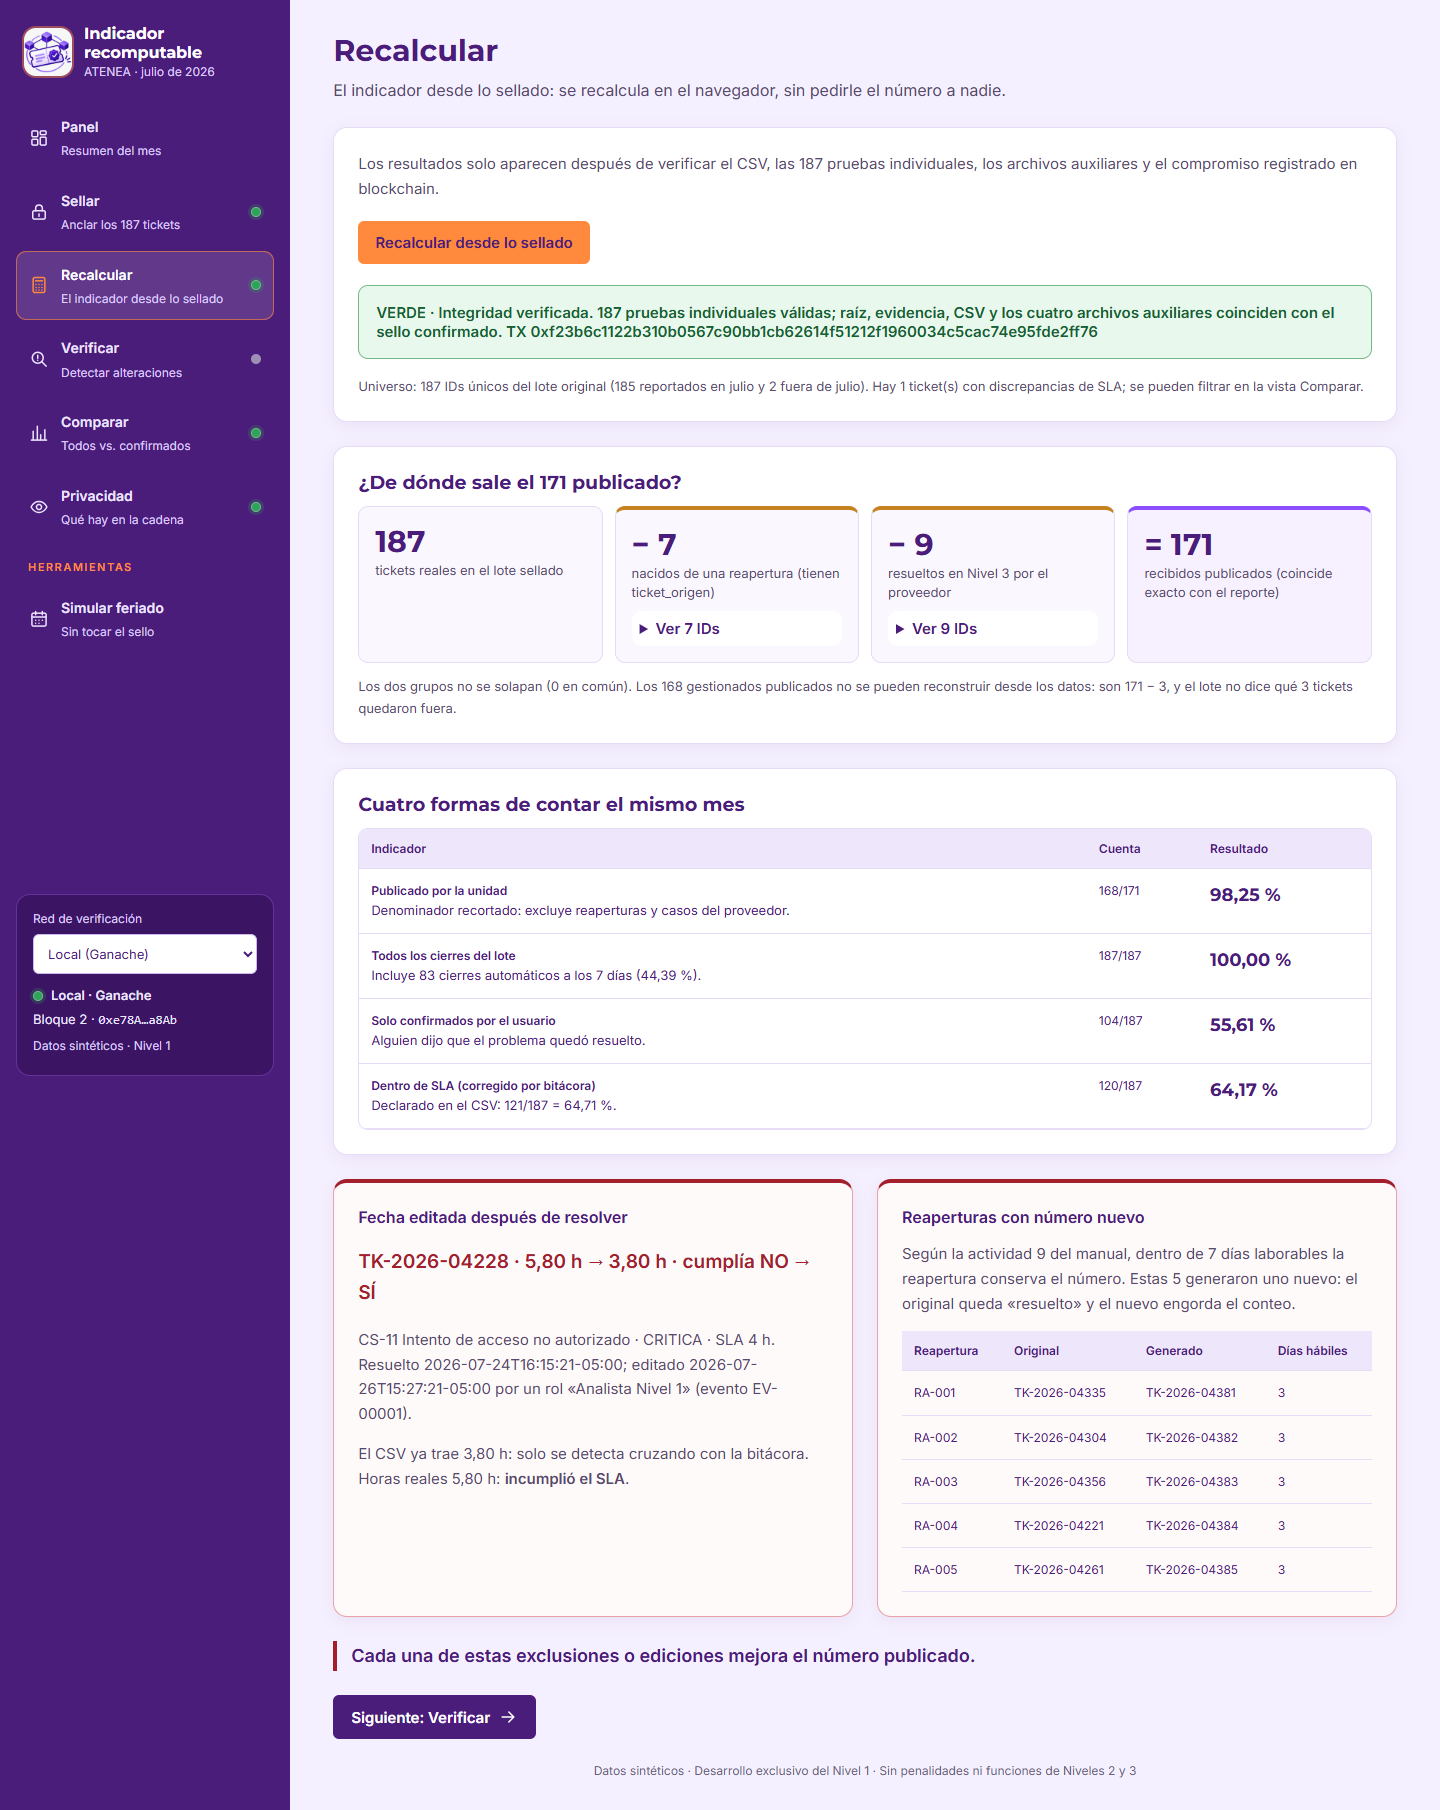 Indicador
recomputable
ATENEA · julio de 2026
Panel
Resumen del mes
Sellar
Anclar los 187 tickets
Recalcular
El indicador desde lo sellado
Verificar
Detectar alteraciones
Comparar
Todos vs. confirmados
Privacidad
Qué hay en la cadena
HERRAMIENTAS
Simular feriado
Sin tocar el sello
Red de verificación
Local (Ganache)
Local · Ganache
Bloque 2 · 0xe78A…a8Ab
Datos sintéticos · Nivel 1
Recalcular
El indicador desde lo sellado: se recalcula en el navegador, sin pedirle el número a nadie.
Los resultados solo aparecen después de verificar el CSV, las 187 pruebas individuales, los archivos auxiliares y el compromiso registrado en
blockchain.
Recalcular desde lo sellado
VERDE · Integridad verificada. 187 pruebas individuales válidas; raíz, evidencia, CSV y los cuatro archivos auxiliares coinciden con el
sello confirmado. TX 0xf23b6c1122b310b0567c90bb1cb62614f51212f1960034c5cac74e95fde2ff76
Universo: 187 IDs únicos del lote original (185 reportados en julio y 2 fuera de julio). Hay 1 ticket(s) con discrepancias de SLA; se pueden filtrar en la vista Comparar.
¿De dónde sale el 171 publicado?
187
tickets reales en el lote sellado
− 7
nacidos de una reapertura (tienen
ticket_origen)
Ver 7 IDs
− 9
resueltos en Nivel 3 por el
proveedor
Ver 9 IDs
= 171
recibidos publicados (coincide
exacto con el reporte)
Los dos grupos no se solapan (0 en común). Los 168 gestionados publicados no se pueden reconstruir desde los datos: son 171 − 3, y el lote no dice qué 3 tickets
quedaron fuera.
Cuatro formas de contar el mismo mes
Indicador Cuenta Resultado
Publicado por la unidad 168/171 98,25 %
Denominador recortado: excluye reaperturas y casos del proveedor.
Todos los cierres del lote 187/187 100,00 %
Incluye 83 cierres automáticos a los 7 días (44,39 %).
Solo confirmados por el usuario 104/187 55,61 %
Alguien dijo que el problema quedó resuelto.
Dentro de SLA (corregido por bitácora) 120/187 64,17 %
Declarado en el CSV: 121/187 = 64,71 %.
Fecha editada después de resolver
TK-2026-04228 · 5,80 h → 3,80 h · cumplía NO →
SÍ
CS-11 Intento de acceso no autorizado · CRITICA · SLA 4 h.
Resuelto 2026-07-24T16:15:21-05:00; editado 2026-07-
26T15:27:21-05:00 por un rol «Analista Nivel 1» (evento EV-
00001).
El CSV ya trae 3,80 h: solo se detecta cruzando con la bitácora.
Horas reales 5,80 h: incumplió el SLA.
Reaperturas con número nuevo
Según la actividad 9 del manual, dentro de 7 días laborables la
reapertura conserva el número. Estas 5 generaron uno nuevo: el
original queda «resuelto» y el nuevo engorda el conteo.
Reapertura Original Generado Días hábiles
RA-001 TK-2026-04335 TK-2026-04381 3
RA-002 TK-2026-04304 TK-2026-04382 3
RA-003 TK-2026-04356 TK-2026-04383 3
RA-004 TK-2026-04221 TK-2026-04384 3
RA-005 TK-2026-04261 TK-2026-04385 3
Cada una de estas exclusiones o ediciones mejora el número publicado.
Siguiente: Verificar →
Datos sintéticos · Desarrollo exclusivo del Nivel 1 · Sin penalidades ni funciones de Niveles 2 y 3